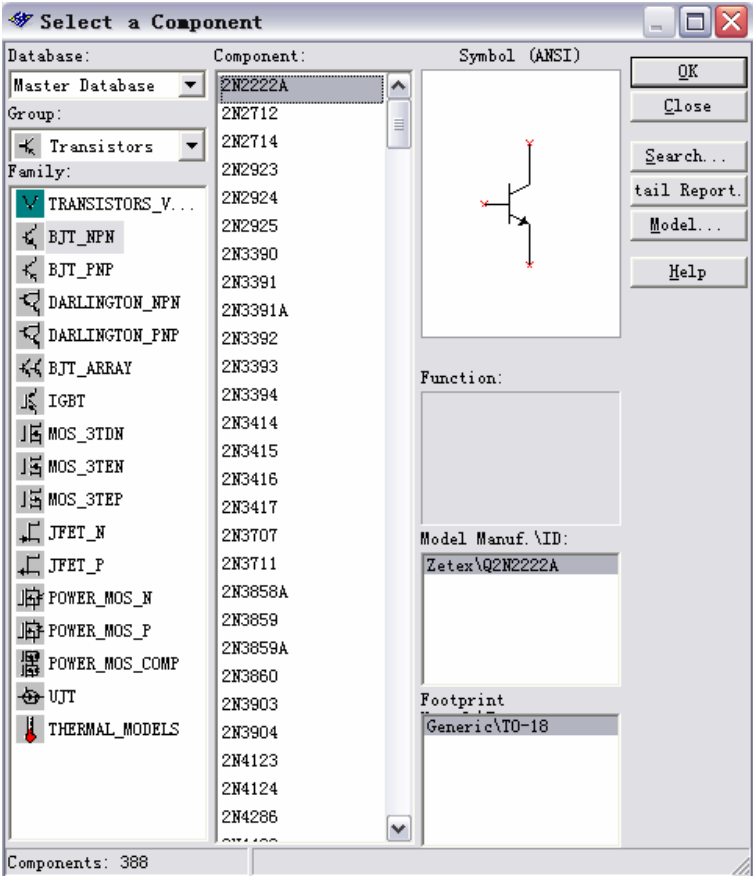 Select a Component
Database:
Master Database
Group:
Transistors
Family:
TRANSISTORS_V...
BJT_NPN
BJT_PNP
DARLINGTON_NPN
DARLINGTON_PNP
BJT_ARRAY
IGBT
MOS_3TDN
MOS_3TEN
MOS_3TEP
JFET_N
JFET_P
POWER_MOS_N
POWER_MOS_P
POWER_MOS_COMP
UJT
THERMAL_MODELS
Component:
2N2222A
2N2712
2N2714
2N2923
2N2924
2N2925
2N3390
2N3391
2N3391A
2N3392
2N3393
2N3394
2N3414
2N3415
2N3416
2N3417
2N3707
2N3711
2N3858A
2N3859
2N3859A
2N3860
2N3903
2N3904
2N4123
2N4124
2N4286
Symbol (ANSI)
Function:
Model Manuf.\ID:
Zetex\Q2N2222A
Footprint
Generic\TO-18
OK
Close
Search...
tail Report.
Model...
Help
Components: 388